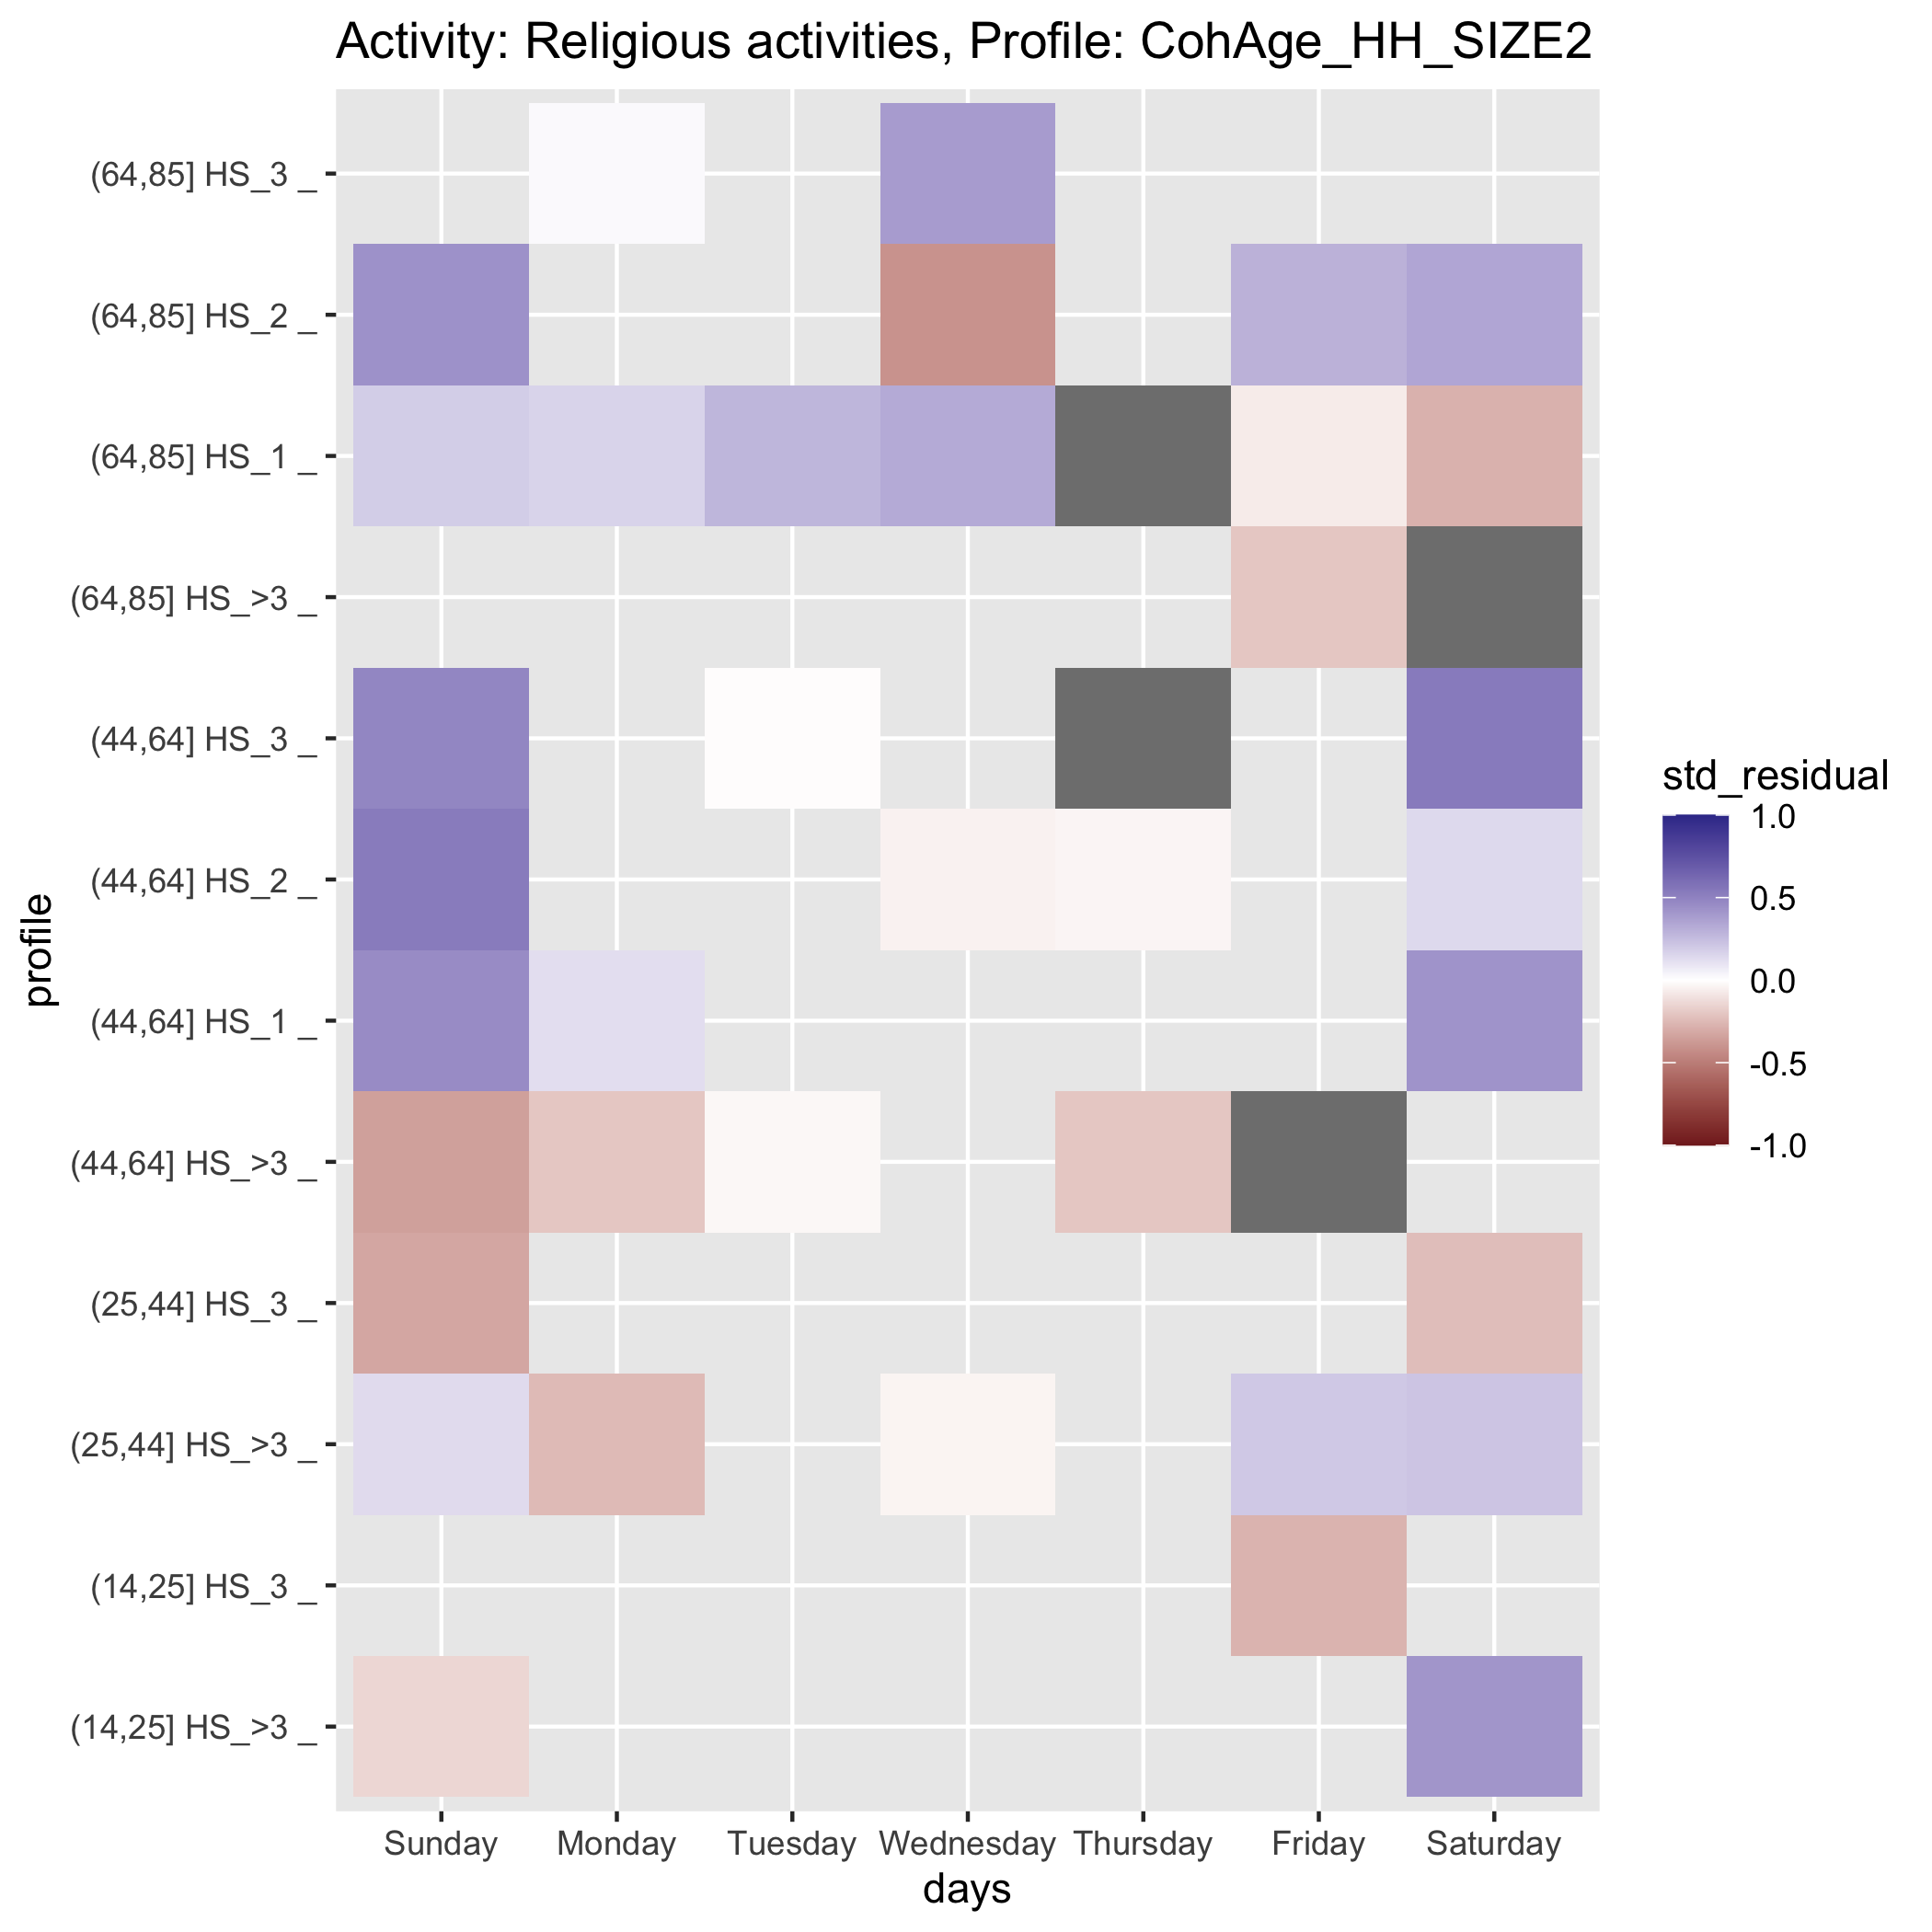 Activity: Religious activities, Profile: CohAge_HH_SIZE2
profile
(64,85] HS_3 _
(64,85] HS_2 _
(64,85] HS_1 _
(64,85] HS_>3 _
(44,64] HS_3 _
(44,64] HS_2 _
(44,64] HS_1 _
(44,64] HS_>3 _
(25,44] HS_3 _
(25,44] HS_>3 _
(14,25] HS_3 _
(14,25] HS_>3 _
Sunday Monday Tuesday Wednesday Thursday Friday Saturday
days
std_residual
1.0
0.5
0.0
-0.5
-1.0